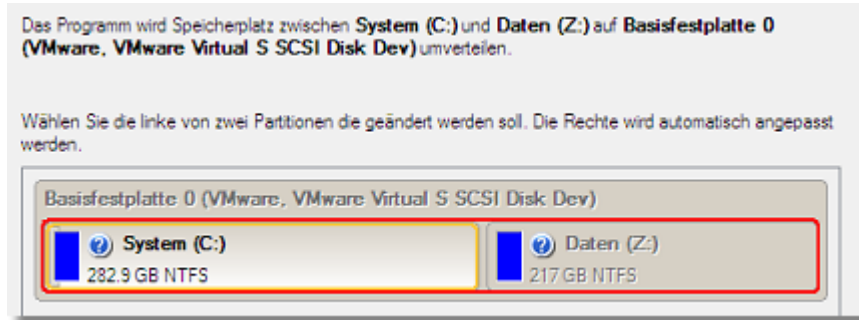 Das Programm wird Speicherplatz zwischen System (C:) und Daten (Z:) auf Basisfestplatte 0
(VMware, VMware Virtual S SCSI Disk Dev) umverteilen.
Wählen Sie die linke von zwei Partitionen die geändert werden soll. Die Rechte wird automatisch angepasst
werden.
Basisfestplatte 0 (VMware, VMware Virtual S SCSI Disk Dev)
System (C:)
282.9 GB NTFS
Daten (Z:)
217 GB NTFS